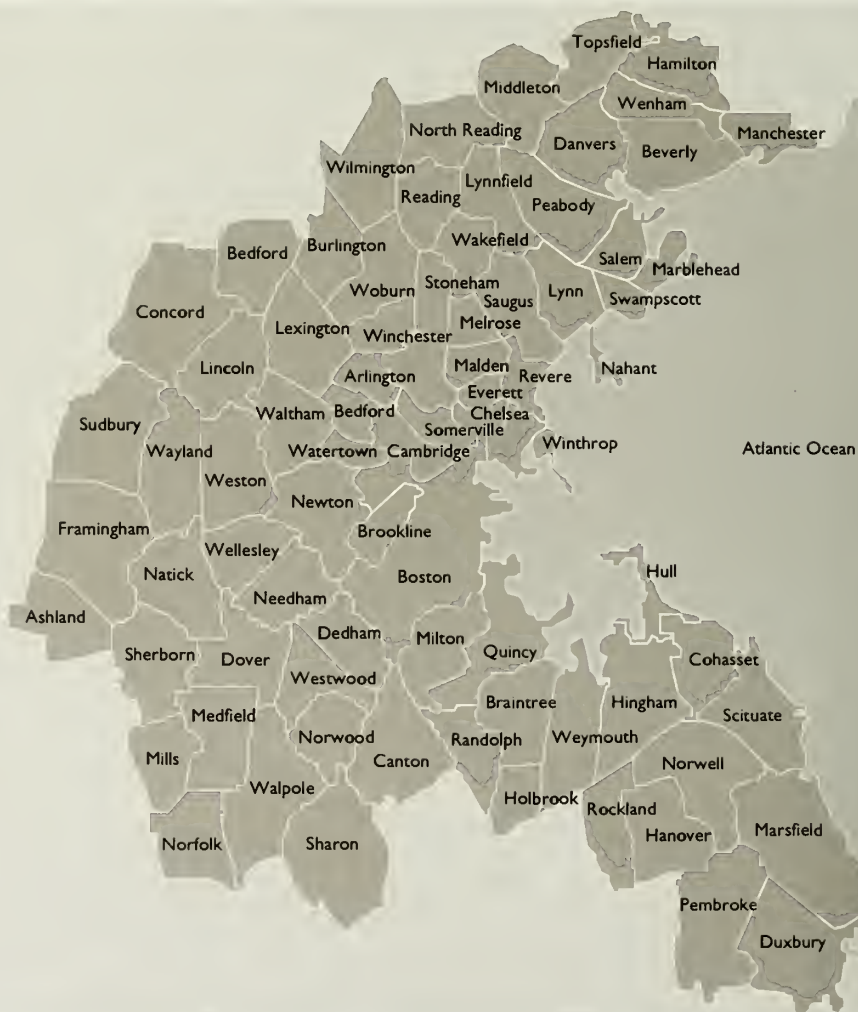 Topsfield
Hamilton
Middleton
Wenham
North Reading
Manchester
Danvers
Beverly
Wilmington
Lynnfield
Reading
Peabody
Wakefield
Burlington
Bedford
Salem
Marblehead
Stoneham
Woburn
Lynn
Saugus
Swampscott
Concord
Lexington
Melrose
Winchester
Lincoln
Malden
Revere
Nahant
Arlington
Everett
Waltham
Bedford
Chelsea
Sudbury
Somerville
Winthrop
Wayland
Watertown
Cambridge
Atlantic Ocean
Weston
Newton
Framingham
Brookline
Wellesley
Natick
Boston
Hull
Needham
Ashland
Dedham
Milton
Sherborn
Dover
Quincy
Cohasset
Westwood
Braintree
Hingham
Medfield
Scituate
Norwood
Randolph
Weymouth
Mills
Canton
Norwell
Walpole
Holbrook
Rockland
Norfolk
Sharon
Hanover
Marsfield
Pembroke
Duxbury